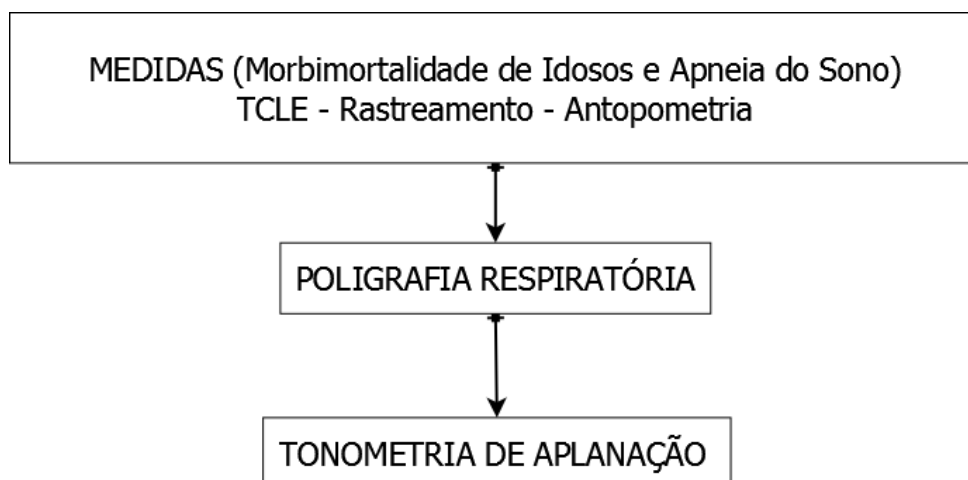 MEDIDAS (Morbimortalidade de Idosos e Apneia do Sono)
TCLE - Rastreamento - Antopometria
POLIGRAFIA RESPIRATÓRIA
TONOMETRIA DE APLANAÇÃO